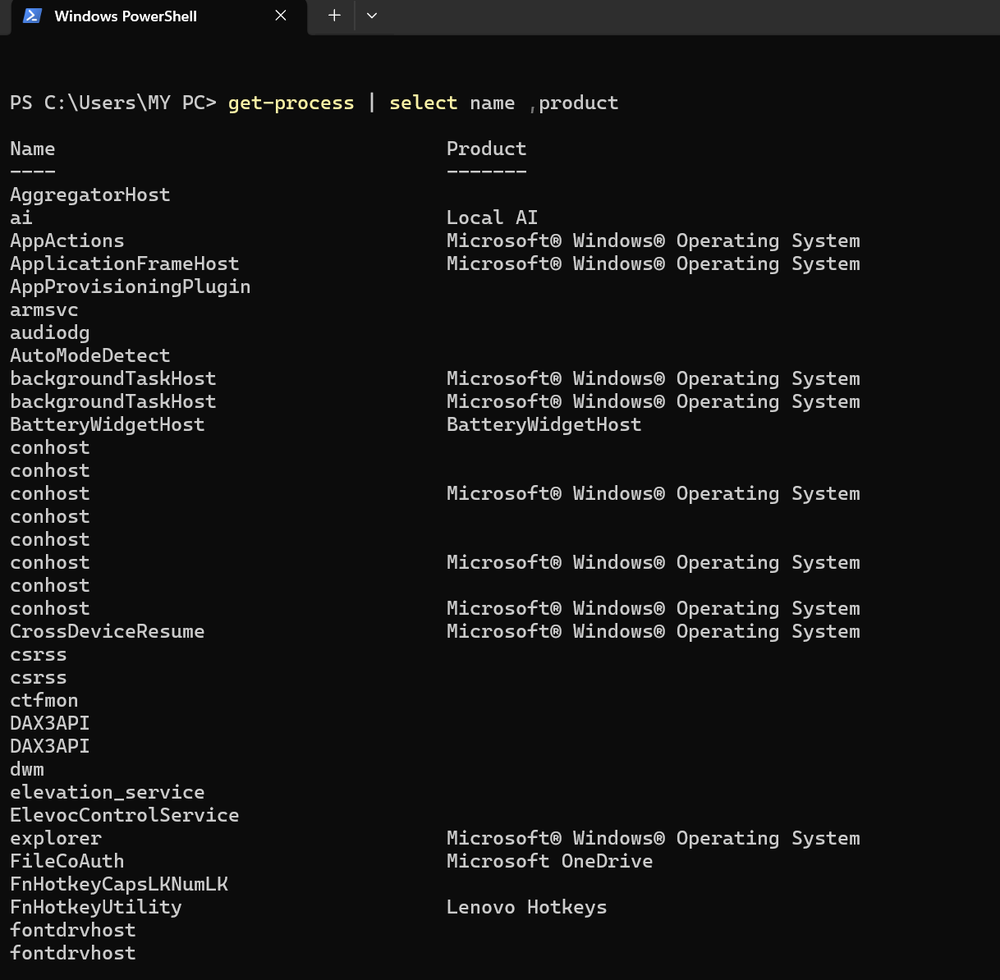 Windows PowerShell
PS C:\Users\MY PC> get-process | select name ,product
Name Product
---- -------
AggregatorHost
ai Local AI
AppActions Microsoft® Windows® Operating System
ApplicationFrameHost Microsoft® Windows® Operating System
AppProvisioningPlugin
armsvc
audiodg
AutoModeDetect
backgroundTaskHost Microsoft® Windows® Operating System
backgroundTaskHost Microsoft® Windows® Operating System
BatteryWidgetHost BatteryWidgetHost
conhost
conhost
conhost Microsoft® Windows® Operating System
conhost
conhost
conhost Microsoft® Windows® Operating System
conhost
conhost Microsoft® Windows® Operating System
CrossDeviceResume Microsoft® Windows® Operating System
csrss
csrss
ctfmon
DAX3API
DAX3API
dwm
elevation_service
ElevocControlService
explorer Microsoft® Windows® Operating System
FileCoAuth Microsoft OneDrive
FnHotkeyCapsLKNumLK
FnHotkeyUtility Lenovo Hotkeys
fontdrvhost
fontdrvhost